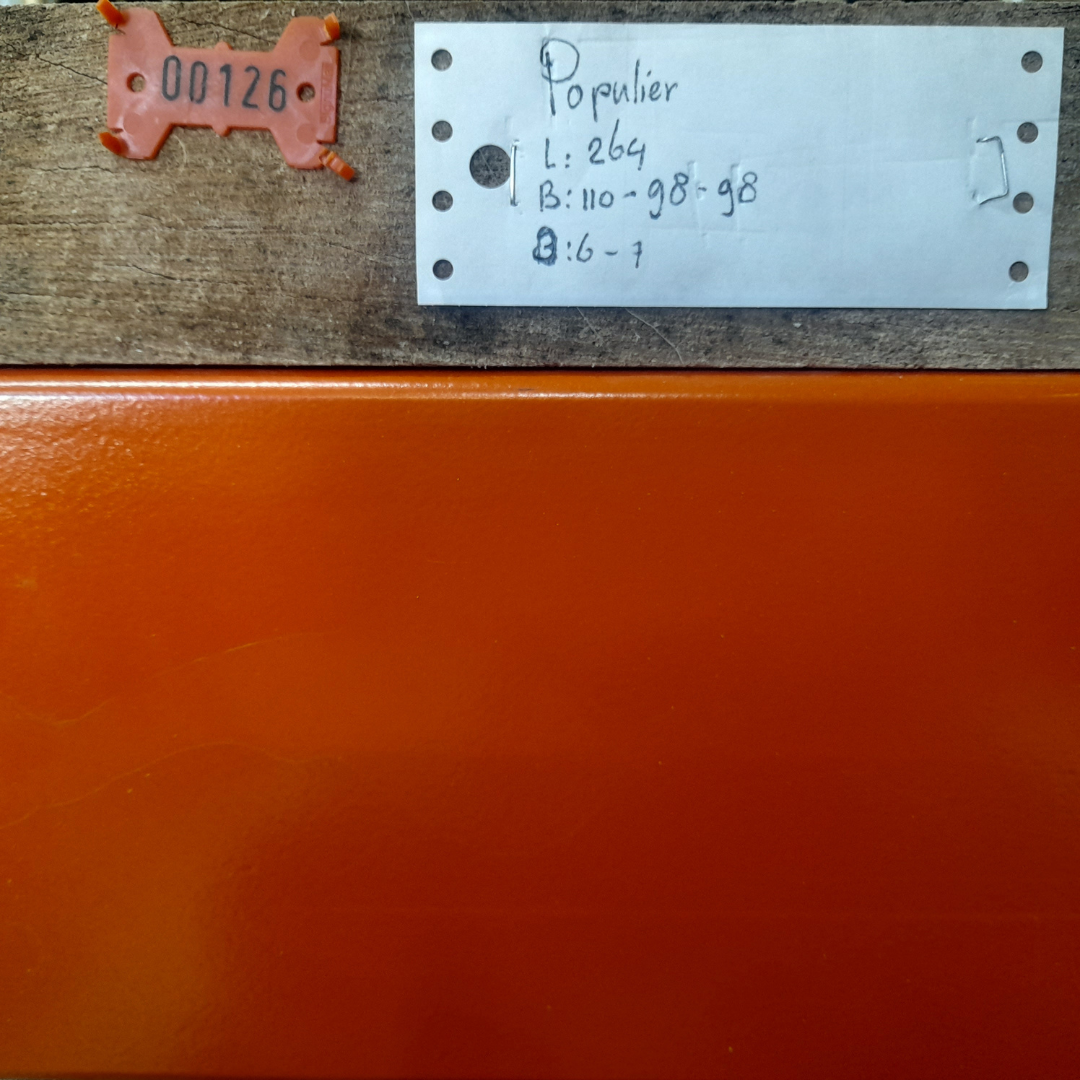 00126
Populier
L: 264
B: 110 - 98 - 98
D: 6 - 7